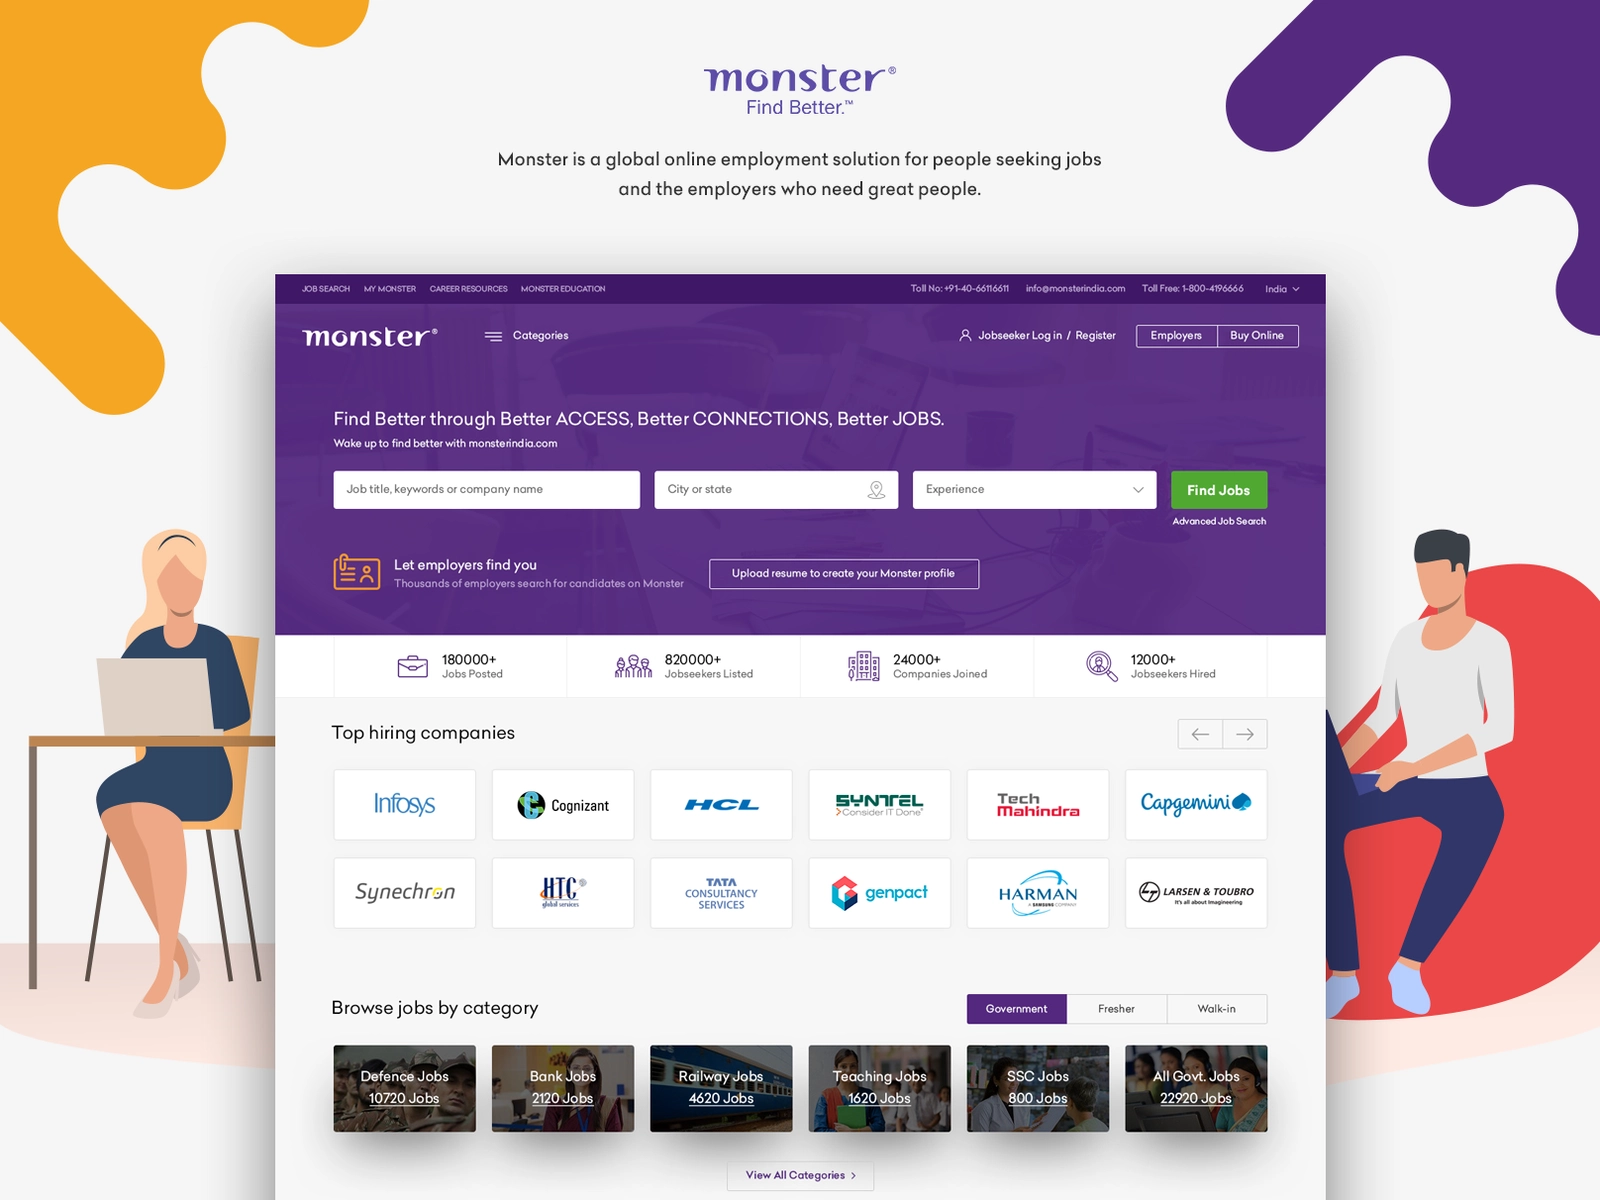 monster®
Find Better.™
Monster is a global online employment solution for people seeking jobs
and the employers who need great people.
JOB SEARCH MY MONSTER CAREER RESOURCES MONSTER EDUCATION Toll No: +91-40-66116611 info@monsterindia.com Toll Free: 1-800-4196666 India
monster® Categories Jobseeker Log in / Register Employers Buy Online
Find Better through Better ACCESS, Better CONNECTIONS, Better JOBS.
Wake up to find better with monsterindia.com
Job title, keywords or company name City or state Experience Find Jobs
Advanced Job Search
Let employers find you
Thousands of employers search for candidates on Monster
Upload resume to create your Monster profile
180000+
Jobs Posted
820000+
Jobseekers Listed
24000+
Companies Joined
12000+
Jobseekers Hired
Top hiring companies
Infosys
Cognizant
HCL
SYNTEL
Consider IT Done®
Tech
Mahindra
Capgemini
Synechron
HTC
global services
TATA
CONSULTANCY
SERVICES
genpact
HARMAN
A SAMSUNG COMPANY
LARSEN & TOUBRO
It's all about Imagineering
Browse jobs by category
Government Fresher Walk-in
Defence Jobs
10720 Jobs
Bank Jobs
2120 Jobs
Railway Jobs
4620 Jobs
Teaching Jobs
1620 Jobs
SSC Jobs
800 Jobs
All Govt. Jobs
22920 Jobs
View All Categories >